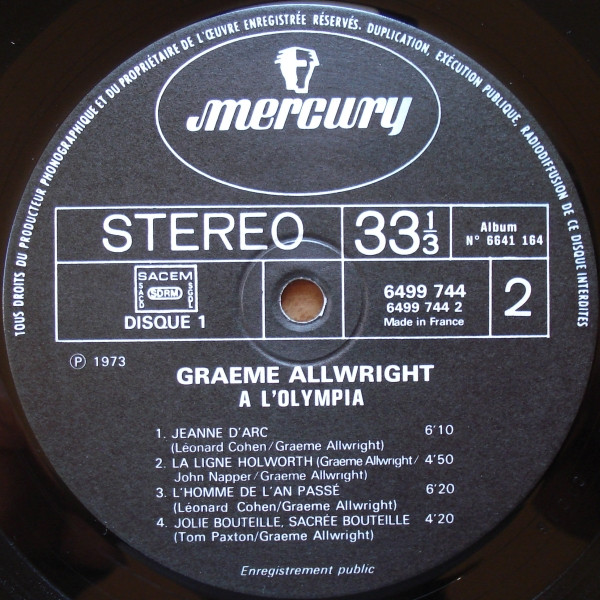 TOUS DROITS DU PRODUCTEUR PHONOGRAPHIQUE ET DU PROPRIÉTAIRE DE L'ŒUVRE ENREGISTRÉE RÉSERVÉS. DUPLICATION, EXÉCUTION PUBLIQUE, RADIODIFFUSION DE CE DISQUE INTERDITES
mercury
STEREO
33 1/3
Album
N° 6641 164
SACEM
SACD SDRM SGDL
DISQUE 1
6499 744
6499 744 2
Made in France
2
℗ 1973
GRAEME ALLWRIGHT
A L'OLYMPIA
1. JEANNE D'ARC 6'10
(Léonard Cohen/Graeme Allwright)
2. LA LIGNE HOLWORTH (Graeme Allwright/ 4'50
John Napper/Graeme Allwright)
3. L'HOMME DE L'AN PASSÉ 6'20
(Léonard Cohen/Graeme Allwright)
4. JOLIE BOUTEILLE, SACRÉE BOUTEILLE 4'20
(Tom Paxton/Graeme Allwright)
Enregistrement public